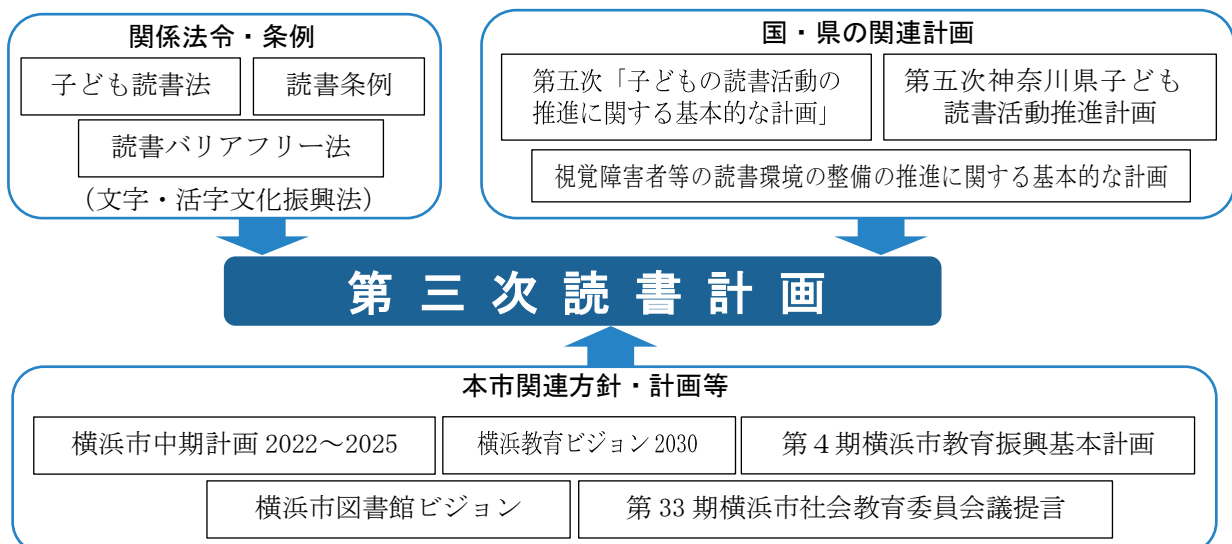 関係法令・条例
子ども読書法
読書条例
読書バリアフリー法
(文字・活字文化振興法)
国・県の関連計画
第五次「子どもの読書活動の
推進に関する基本的な計画」
第五次神奈川県子ども
読書活動推進計画
視覚障害者等の読書環境の整備の推進に関する基本的な計画
第三次読書計画
本市関連方針・計画等
横浜市中期計画 2022～2025
横浜教育ビジョン 2030
第４期横浜市教育振興基本計画
横浜市図書館ビジョン
第 33 期横浜市社会教育委員会議提言